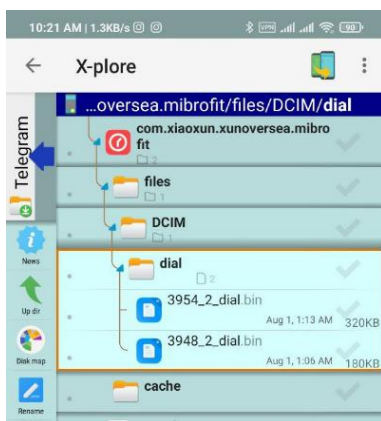 10:21 AM | 1.3KB/s
VPN
90
X-plore
...oversea.mibrofit/files/DCIM/dial
Telegram
com.xiaoxun.xunoversea.mibro
fit
2
files
1
DCIM
1
dial
2
3954_2_dial.bin
Aug 1, 1:13 AM 320KB
3948_2_dial.bin
Aug 1, 1:06 AM 180KB
cache
News
Up dir
Disk map
Rename